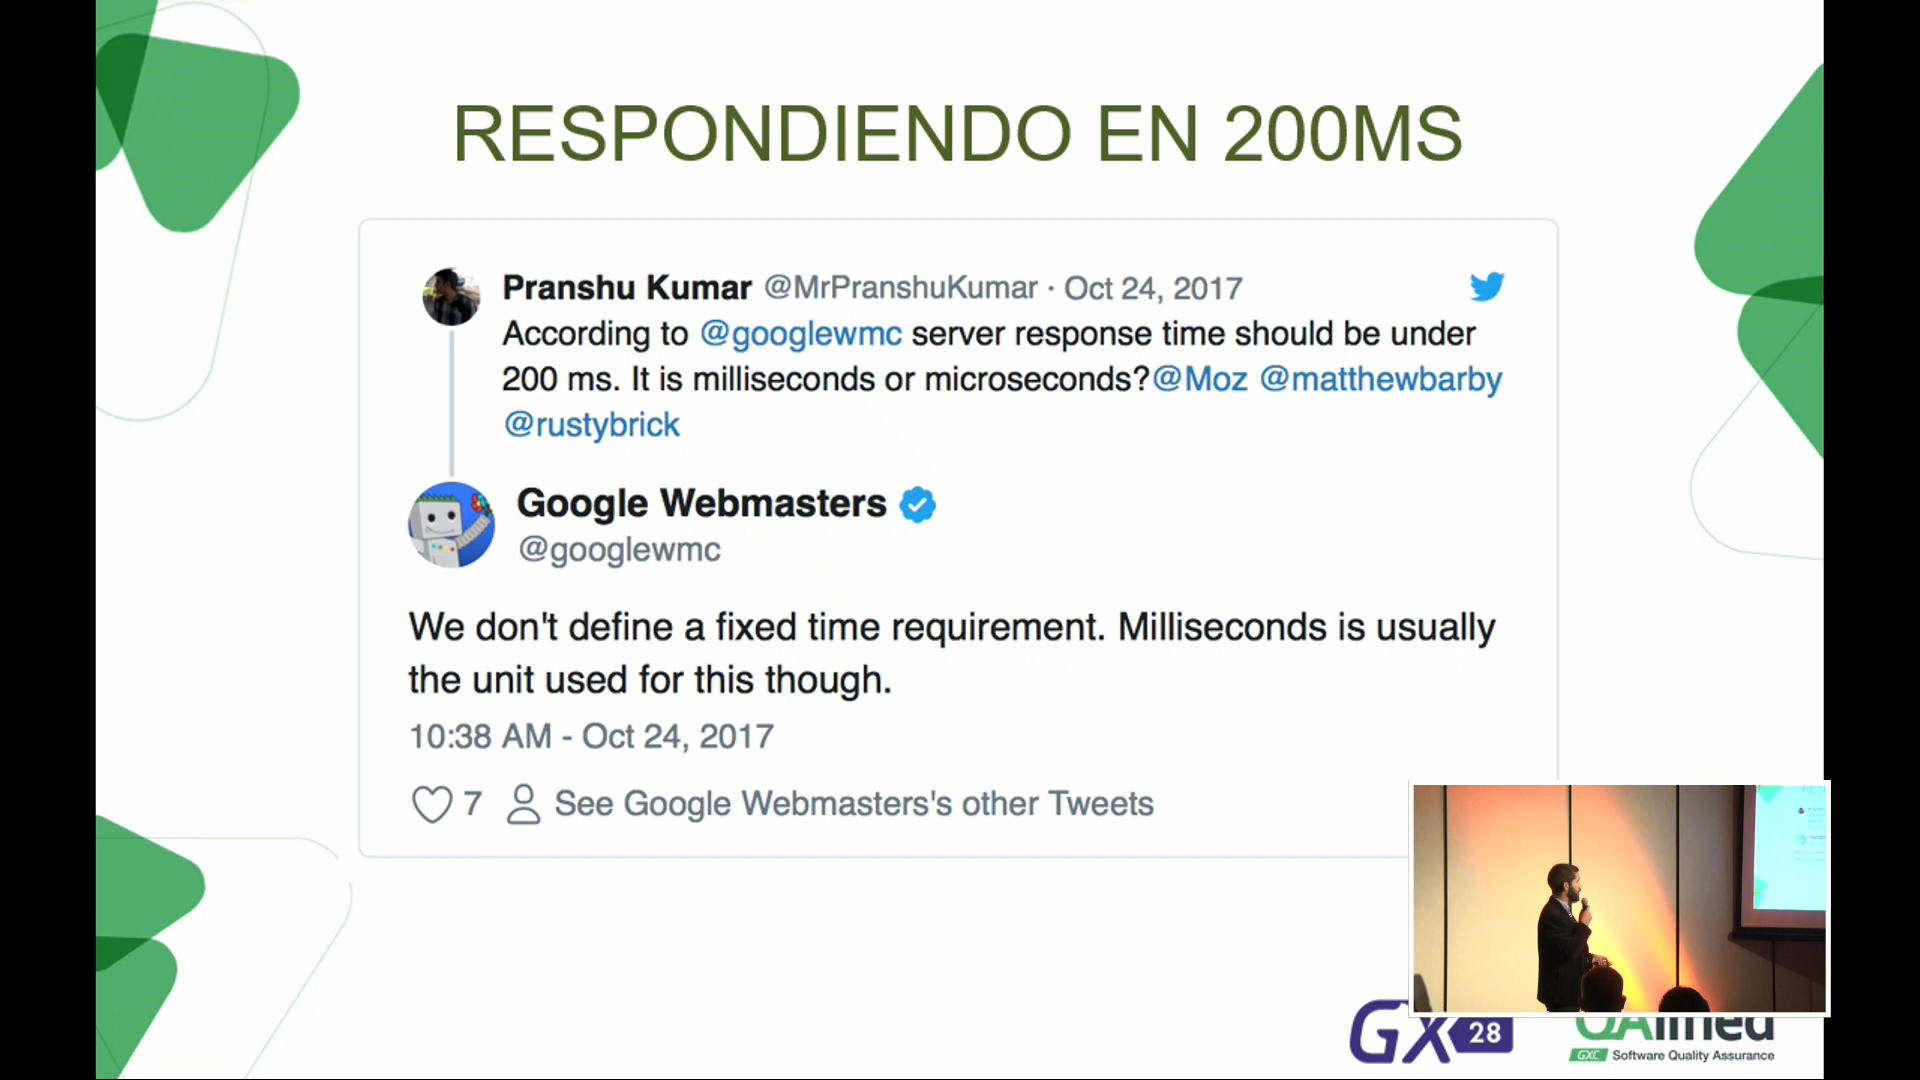 RESPONDIENDO EN 200MS
Pranshu Kumar @MrPranshuKumar · Oct 24, 2017
According to @googlewmc server response time should be under
200 ms. It is milliseconds or microseconds?@Moz @matthewbarby
@rustybrick
Google Webmasters
@googlewmc
We don't define a fixed time requirement. Milliseconds is usually
the unit used for this though.
10:38 AM - Oct 24, 2017
7 See Google Webmasters's other Tweets
GX 28
GXC Software Quality Assurance